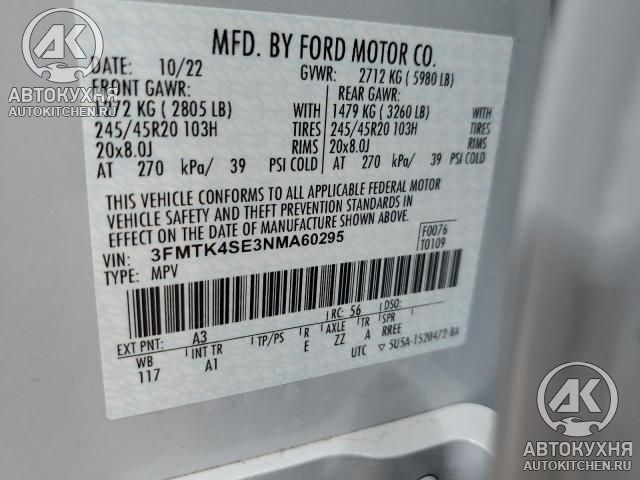 MFD. BY FORD MOTOR CO.
DATE: 10/22 GVWR: 2712 KG ( 5980 LB)
FRONT GAWR: REAR GAWR:
KG ( 2805 LB) WITH 1479 KG ( 3260 LB) WITH
245/45R20 103H TIRES 245/45R20 103H TIRES
20x8.0J RIMS 20x8.0J RIMS
AT 270 kPa/ 39 PSI COLD AT 270 kPa/ 39 PSI COLD
THIS VEHICLE CONFORMS TO ALL APPLICABLE FEDERAL MOTOR
VEHICLE SAFETY AND THEFT PREVENTION STANDARDS IN
EFFECT ON THE DATE OF MANUFACTURE SHOWN ABOVE.
VIN: 3FMTK4SE3NMA60295 F0076
TYPE: MPV T0109
EXT PNT: A3 RC: 56 DSO:
WB INT TR TP/PS R AXLE TR SPR
117 A1 E ZZ A RREE
UTC ▽ 5U5A-1520472-BA
АВТОКУХНЯ
AUTOKITCHEN.RU
AK
АВТОКУХНЯ
AUTOKITCHEN.RU